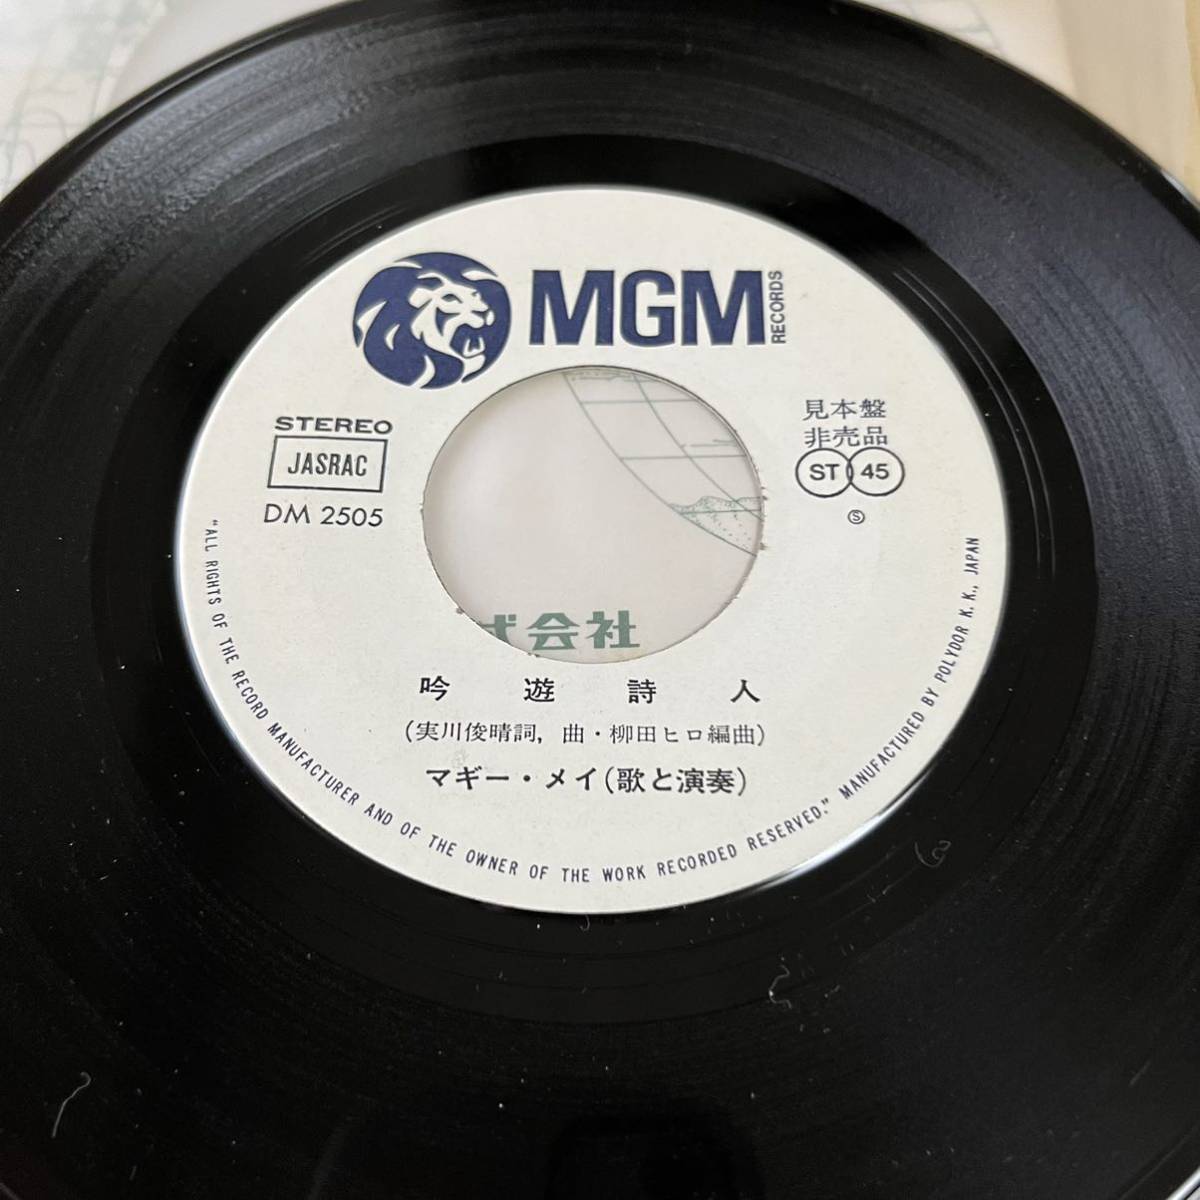 MGM
RECORDS
STEREO
JASRAC
DM 2505
見本盤
非売品
ST 45
Ⓢ
式会社
吟遊詩人
(実川俊晴詞, 曲・柳田ヒロ編曲)
マギー・メイ(歌と演奏)
"ALL RIGHTS OF THE RECORD MANUFACTURER AND OF THE OWNER OF THE WORK RECORDED RESERVED." MANUFACTURED BY POLYDOR K. K., JAPAN